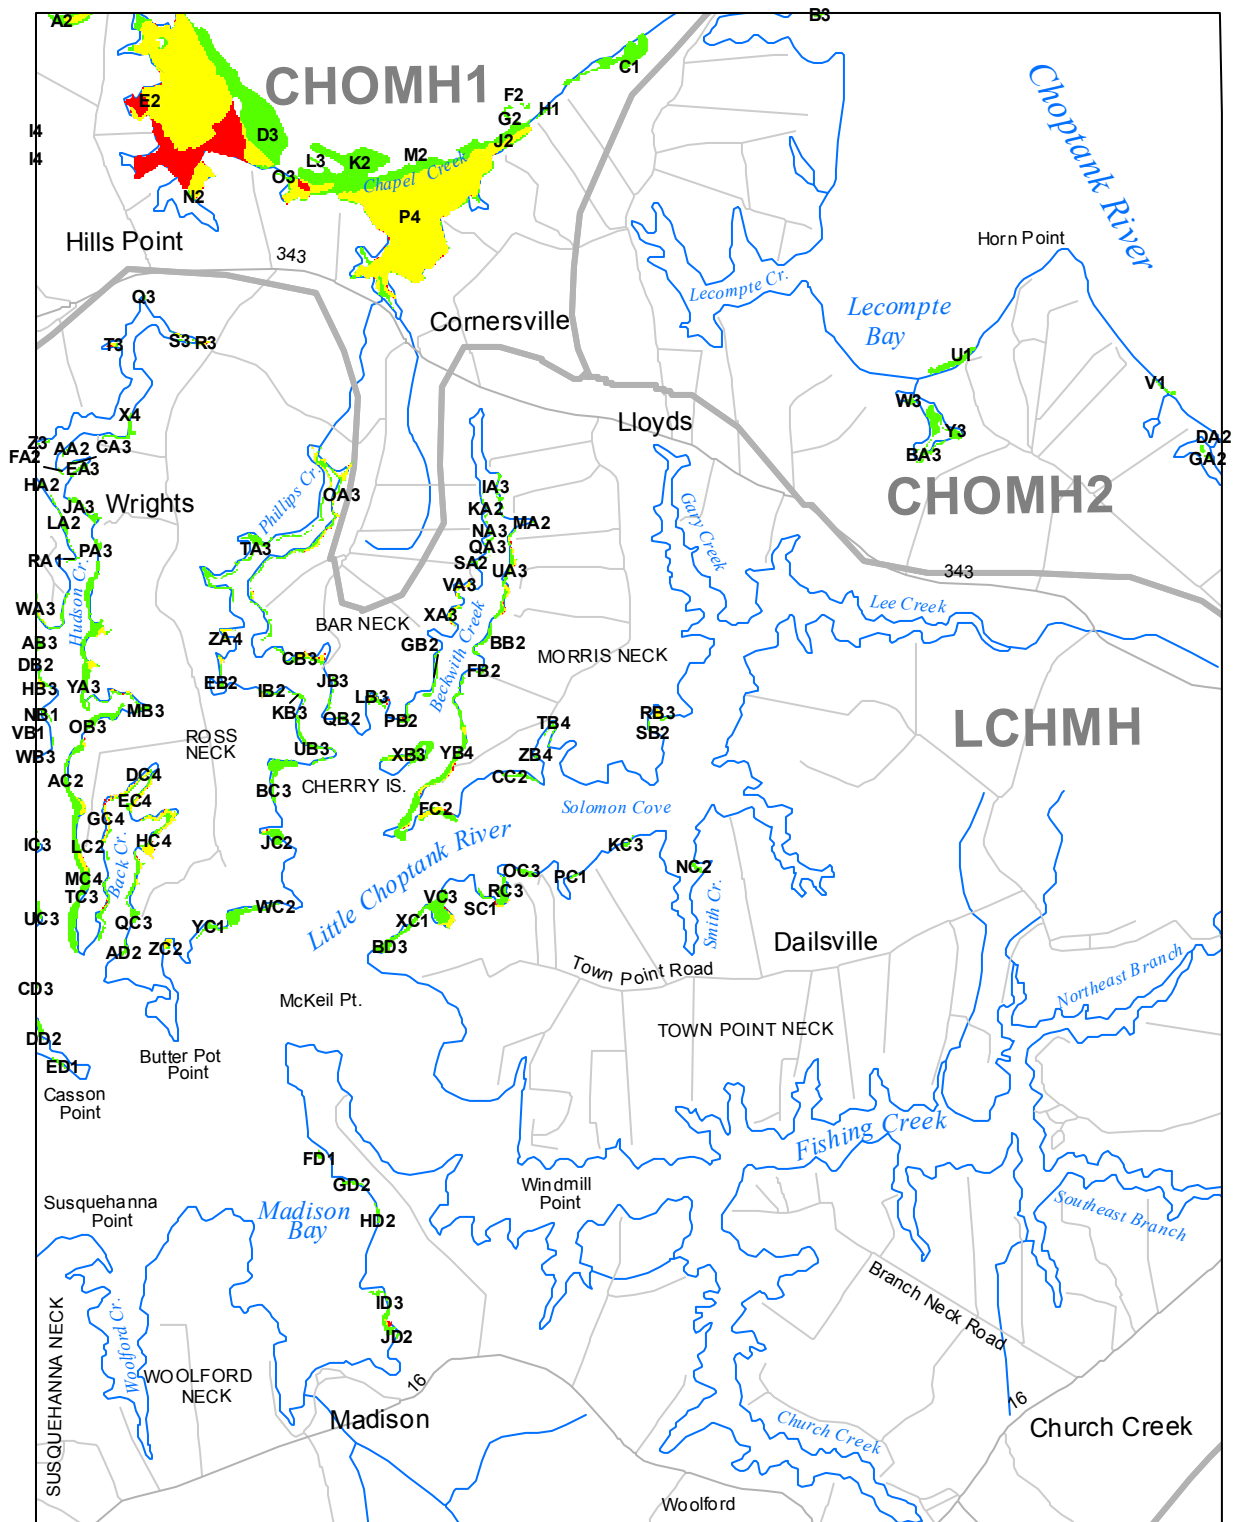 A2
B3
C1
CHOMH1
E2
F2
H1
G2
I4
D3
J2
I4
L3
K2
M2
Chapel Creek
O3
N2
P4
Choptank River
Hills Point
343
Horn Point
Lecompte Cr.
Lecompte
Bay
Q3
Cornersville
T3
S3
R3
U1
V1
W3
X4
Lloyds
Y3
Z3
AA2
CA3
BA3
DA2
GA2
FA2
EA3
HA2
Wrights
JA3
LA2
Phillips Cr.
OA3
IA3
KA2
MA2
NA3
Gary Creek
CHOMH2
RA1
PA3
TA3
QA3
SA2
UA3
VA3
343
Lee Creek
WA3
Hudson Cr.
XA3
BAR NECK
Beckwith Creek
AB3
ZA4
GB2
BB2
MORRIS NECK
DB2
CB3
FB2
HB3
YA3
EB2
IB2
JB3
LB3
NB1
MB3
KB3
QB2
PB2
RB3
VB1
OB3
ROSS
NECK
TB4
SB2
LCHMH
WB3
UB3
XB3
YB4
ZB4
AC2
DC4
BC3
CHERRY IS.
CC2
EC4
FC2
Solomon Cove
GC4
Back Cr.
HC4
JC2
Little Choptank River
IC3
LC2
KC3
MC4
OC3
PC1
NC2
TC3
RC3
VC3
SC1
Smith Cr.
UC3
QC3
WC2
YC1
XC1
AD2
ZC2
BD3
Dailsville
Town Point Road
Northeast Branch
CD3
McKeil Pt.
TOWN POINT NECK
DD2
Butter Pot
Point
ED1
Casson
Point
Fishing Creek
FD1
GD2
Windmill
Point
Susquehanna
Point
Madison
Bay
HD2
Southeast Branch
Branch Neck Road
ID3
JD2
Woolford Cr.
SUSQUEHANNA NECK
WOOLFORD
NECK
16
Madison
16
Church Creek
Church Creek
Woolford